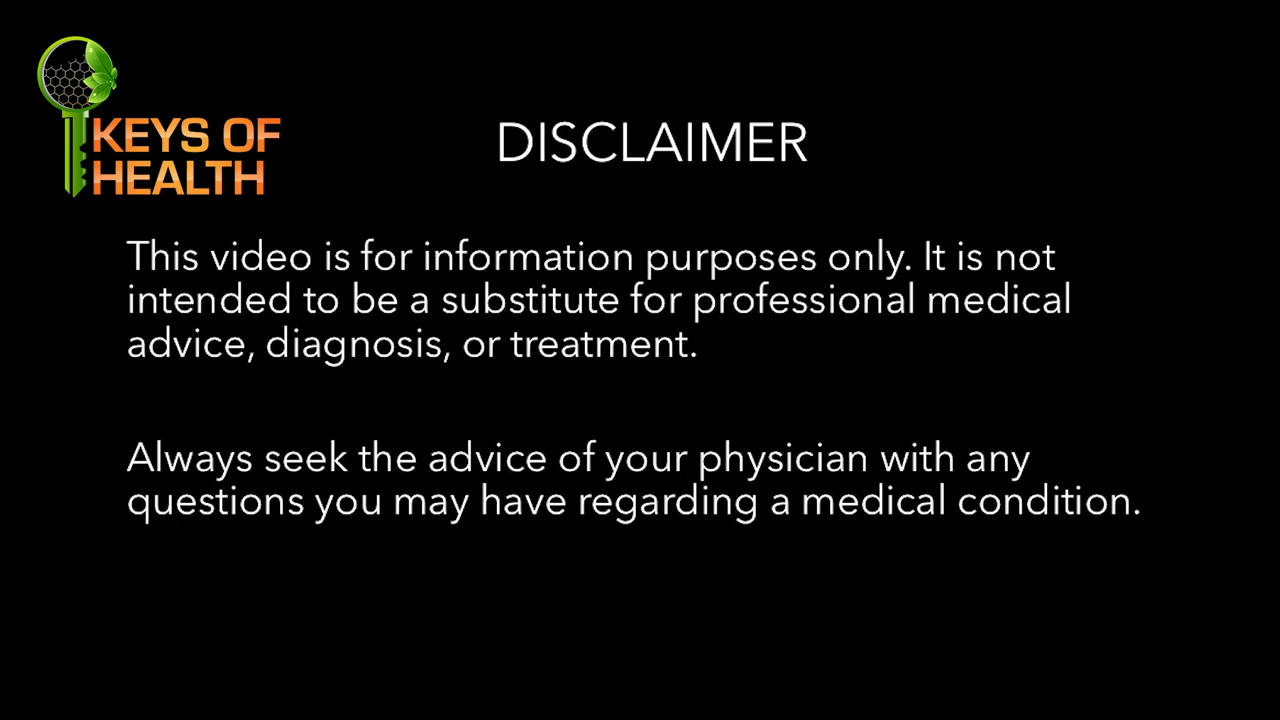 KEYS OF
HEALTH
DISCLAIMER
This video is for information purposes only. It is not
intended to be a substitute for professional medical
advice, diagnosis, or treatment.
Always seek the advice of your physician with any
questions you may have regarding a medical condition.